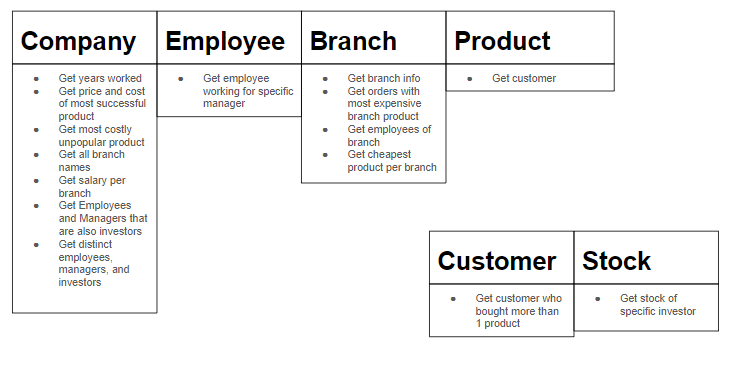 Company
• Get years worked
• Get price and cost
of most successful
product
• Get most costly
unpopular product
• Get all branch
names
• Get salary per
branch
• Get Employees
and Managers that
are also investors
• Get distinct
employees,
managers, and
investors
Employee
• Get employee
working for specific
manager
Branch
• Get branch info
• Get orders with
most expensive
branch product
• Get employees of
branch
• Get cheapest
product per branch
Product
• Get customer
Customer
• Get customer who
bought more than
1 product
Stock
• Get stock of
specific investor